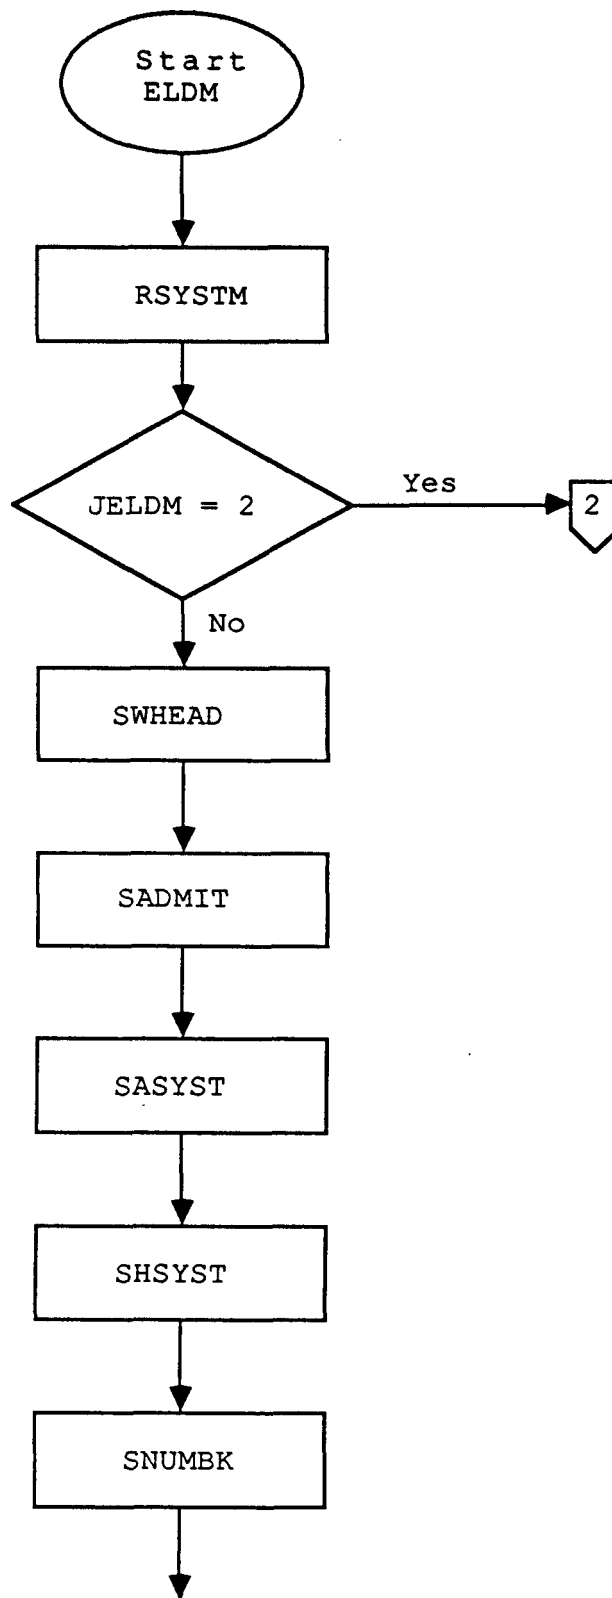 Start
ELDM
RSYSTM
JELDM = 2
Yes
2
No
SWHEAD
SADMIT
SASYST
SHSYST
SNUMBK